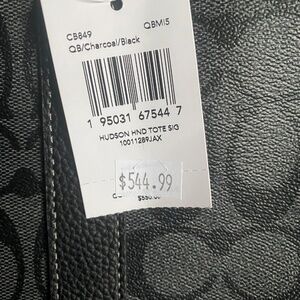 CB849 QBMI5
QB/Charcoal/Black
1 95031 67544 7
HUDSON HND TOTE SIG
10011289JAX
$544.99